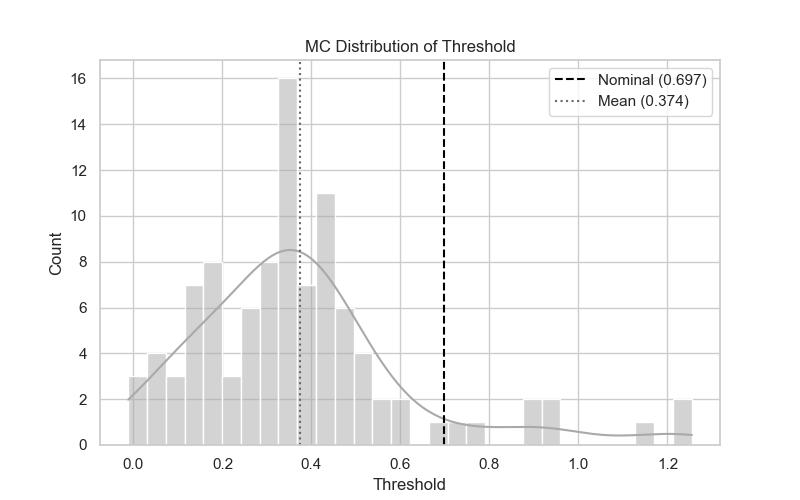 MC Distribution of Threshold
Nominal (0.697)
Mean (0.374)
Count
16
14
12
10
8
6
4
2
0
0.0 0.2 0.4 0.6 0.8 1.0 1.2
Threshold